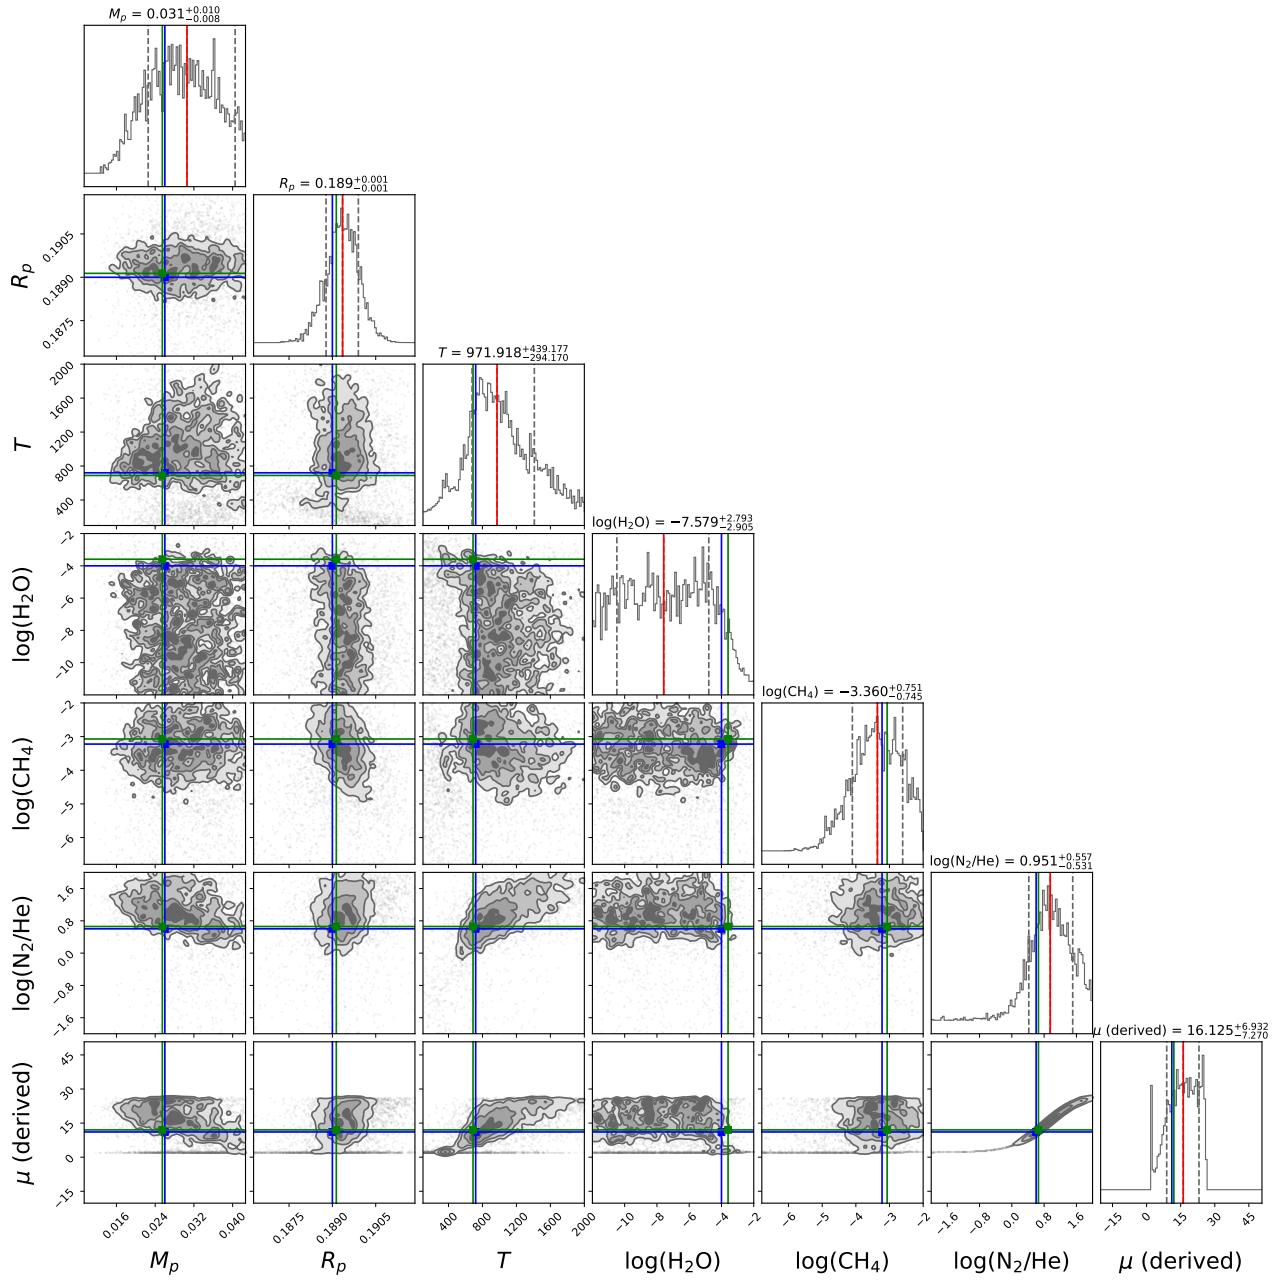 M_p = 0.031^{+0.010}_{−0.008}
R_p = 0.189^{+0.001}_{−0.001}
R_p
0.1905
0.1890
0.1875
T = 971.918^{+439.177}_{−294.170}
T
2000
1600
1200
800
400
log(H₂O) = −7.579^{+2.793}_{−2.905}
log(H₂O)
−2
−4
−6
−8
−10
log(CH₄) = −3.360^{+0.751}_{−0.745}
log(CH₄)
−2
−3
−4
−5
−6
log(N₂/He) = 0.951^{+0.557}_{−0.531}
log(N₂/He)
1.6
0.8
0.0
−0.8
−1.6
μ (derived) = 16.125^{+6.932}_{−7.270}
μ (derived)
45
30
15
0
−15
0.016 0.024 0.032 0.040
0.1875 0.1890 0.1905
400 800 1200 1600 2000
−10 −8 −6 −4 −2
−6 −5 −4 −3 −2
−1.6 −0.8 0.0 0.8 1.6
−15 0 15 30 45
M_p R_p T log(H₂O) log(CH₄) log(N₂/He) μ (derived)